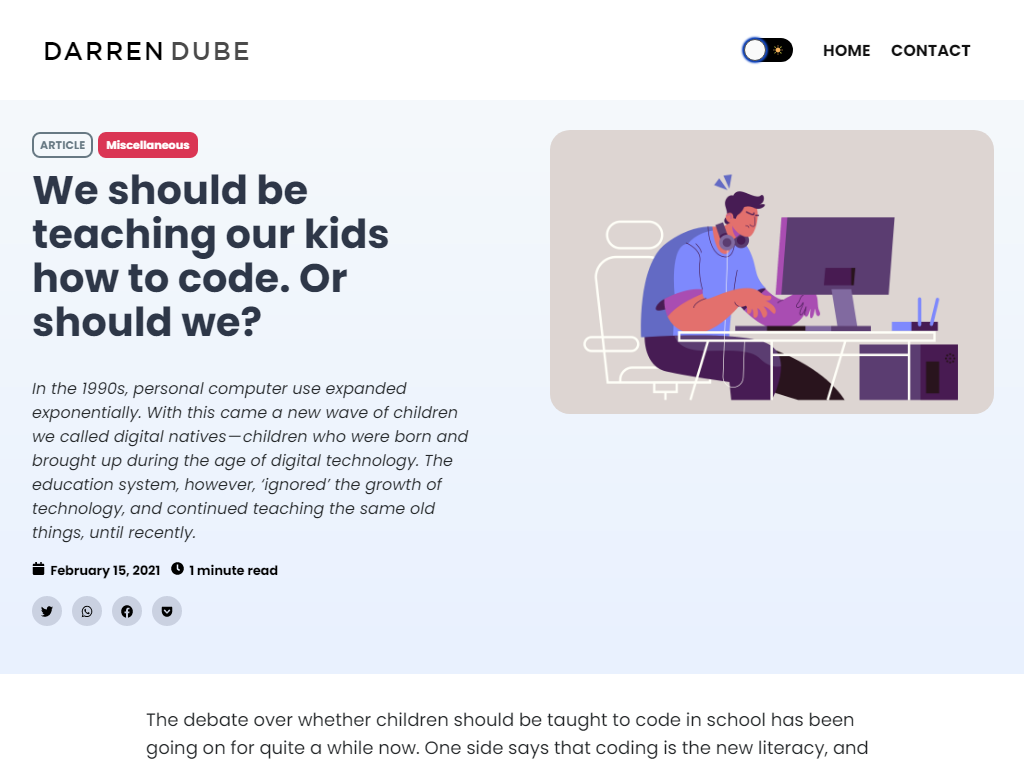 DARREN DUBE
HOME CONTACT
ARTICLE Miscellaneous
We should be
teaching our kids
how to code. Or
should we?
In the 1990s, personal computer use expanded
exponentially. With this came a new wave of children
we called digital natives—children who were born and
brought up during the age of digital technology. The
education system, however, ‘ignored’ the growth of
technology, and continued teaching the same old
things, until recently.
February 15, 2021 1 minute read
The debate over whether children should be taught to code in school has been
going on for quite a while now. One side says that coding is the new literacy, and